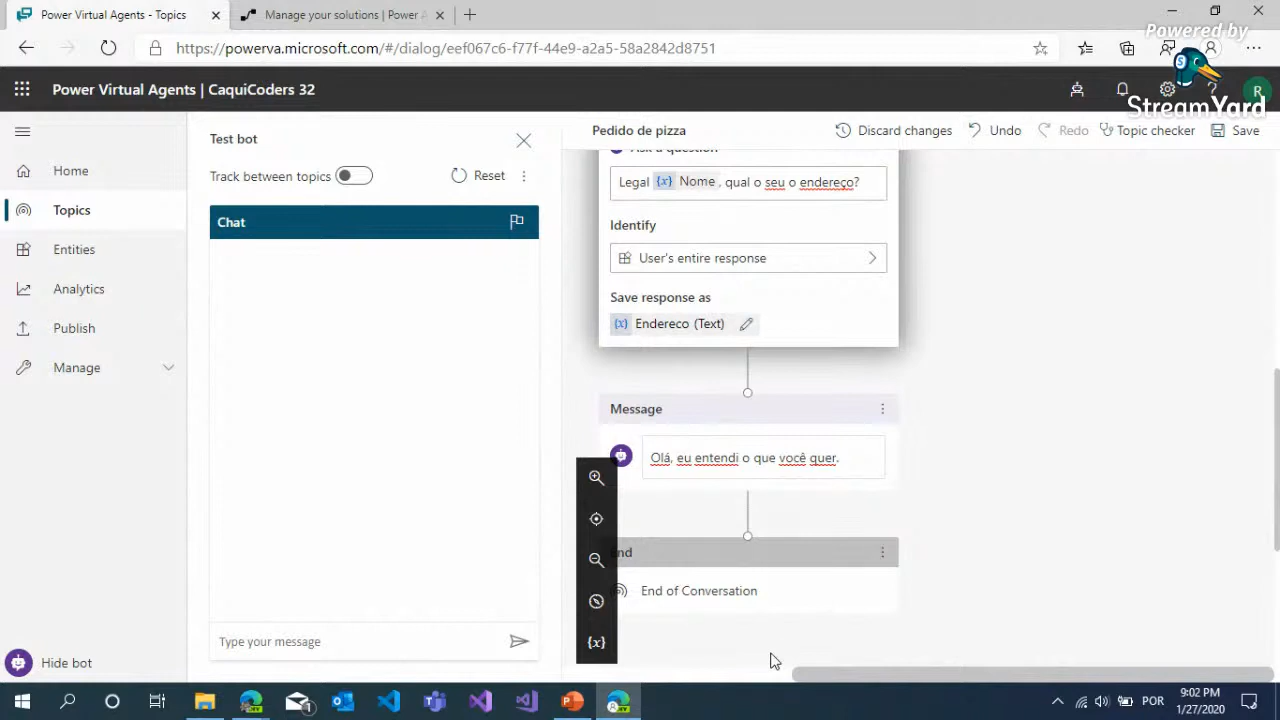 Power Virtual Agents - Topics
Manage your solutions | Power A
https://powerva.microsoft.com/#/dialog/eef067c6-f77f-44e9-a2a5-58a2842d8751
Powered by
StreamYard
Power Virtual Agents | CaquiCoders 32
R
Home
Topics
Entities
Analytics
Publish
Manage
Hide bot
Test bot
Track between topics
Reset
Chat
Type your message
Pedido de pizza
Discard changes
Undo
Redo
Topic checker
Save
Ask a question
Legal {x} Nome , qual o seu o endereço?
Identify
User's entire response
Save response as
{x} Endereco (Text)
Message
Olá, eu entendi o que você quer.
End
End of Conversation
{x}
POR
9:02 PM
1/27/2020